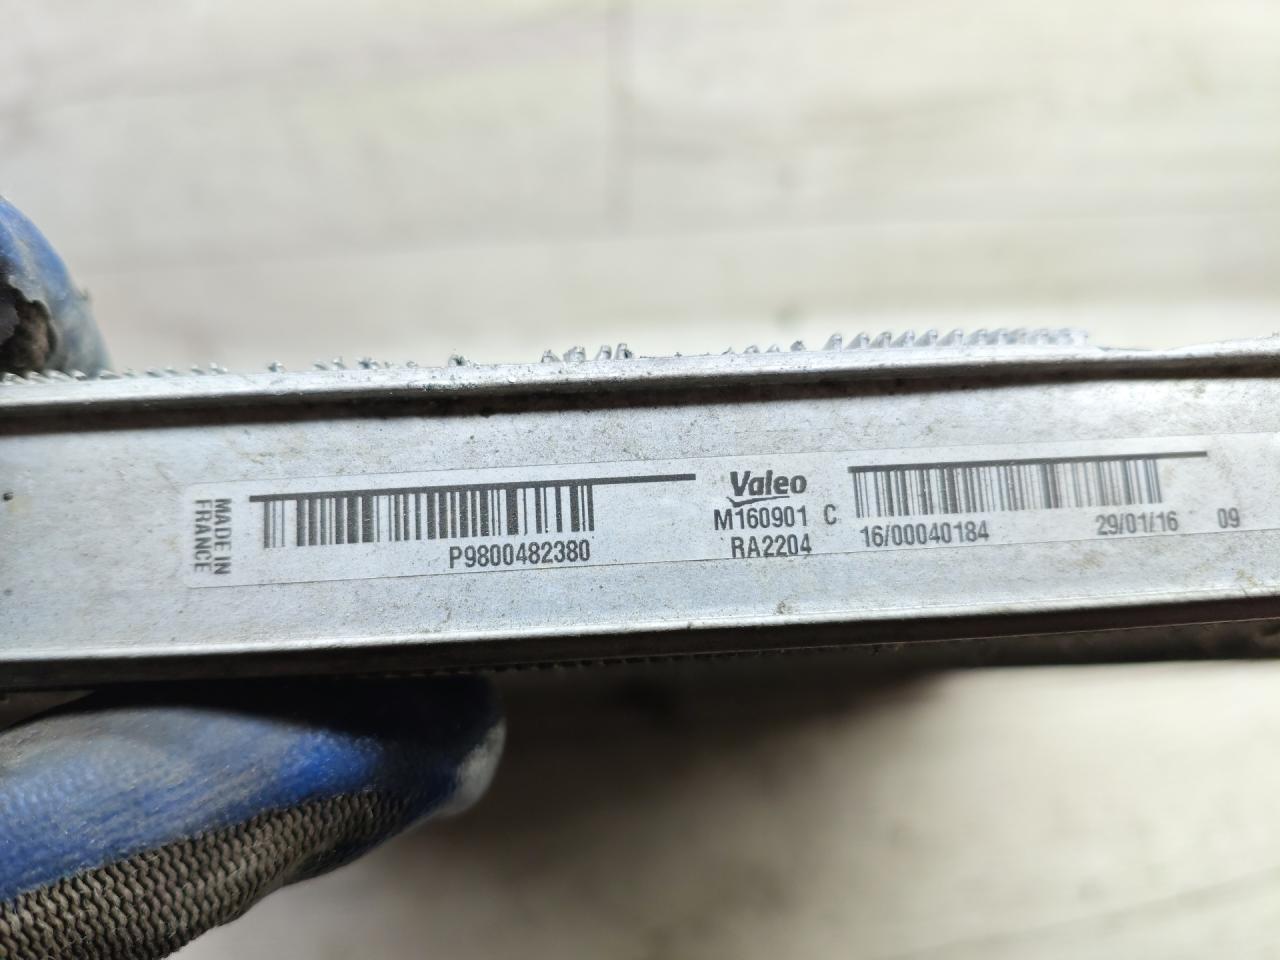 MADE IN
FRANCE
P9800482380
Valeo
M160901 C
RA2204
16/00040184
29/01/16
09